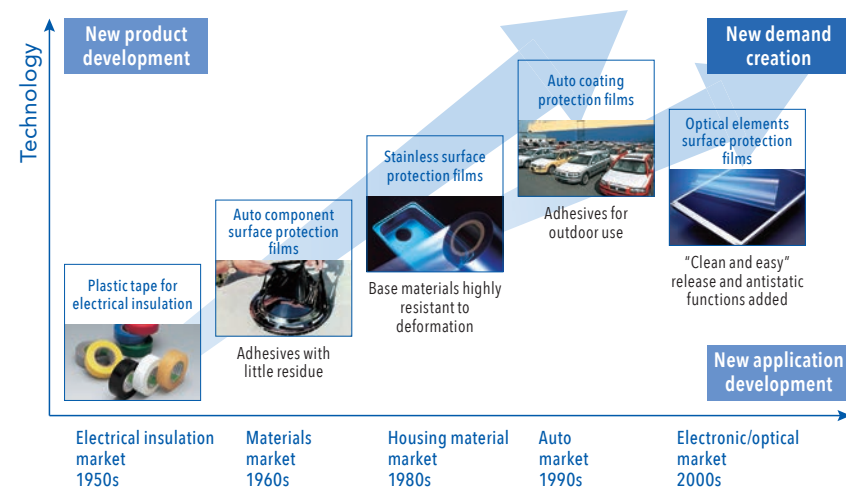 New product
development
New demand
creation
Technology
Auto coating
protection films
Optical elements
surface protection
films
Stainless surface
protection films
Auto component
surface protection
films
Plastic tape for
electrical insulation
Adhesives for
outdoor use
"Clean and easy"
release and antistatic
functions added
Base materials highly
resistant to
deformation
Adhesives with
little residue
New application
development
Electrical insulation
market
1950s
Materials
market
1960s
Housing material
market
1980s
Auto
market
1990s
Electronic/optical
market
2000s